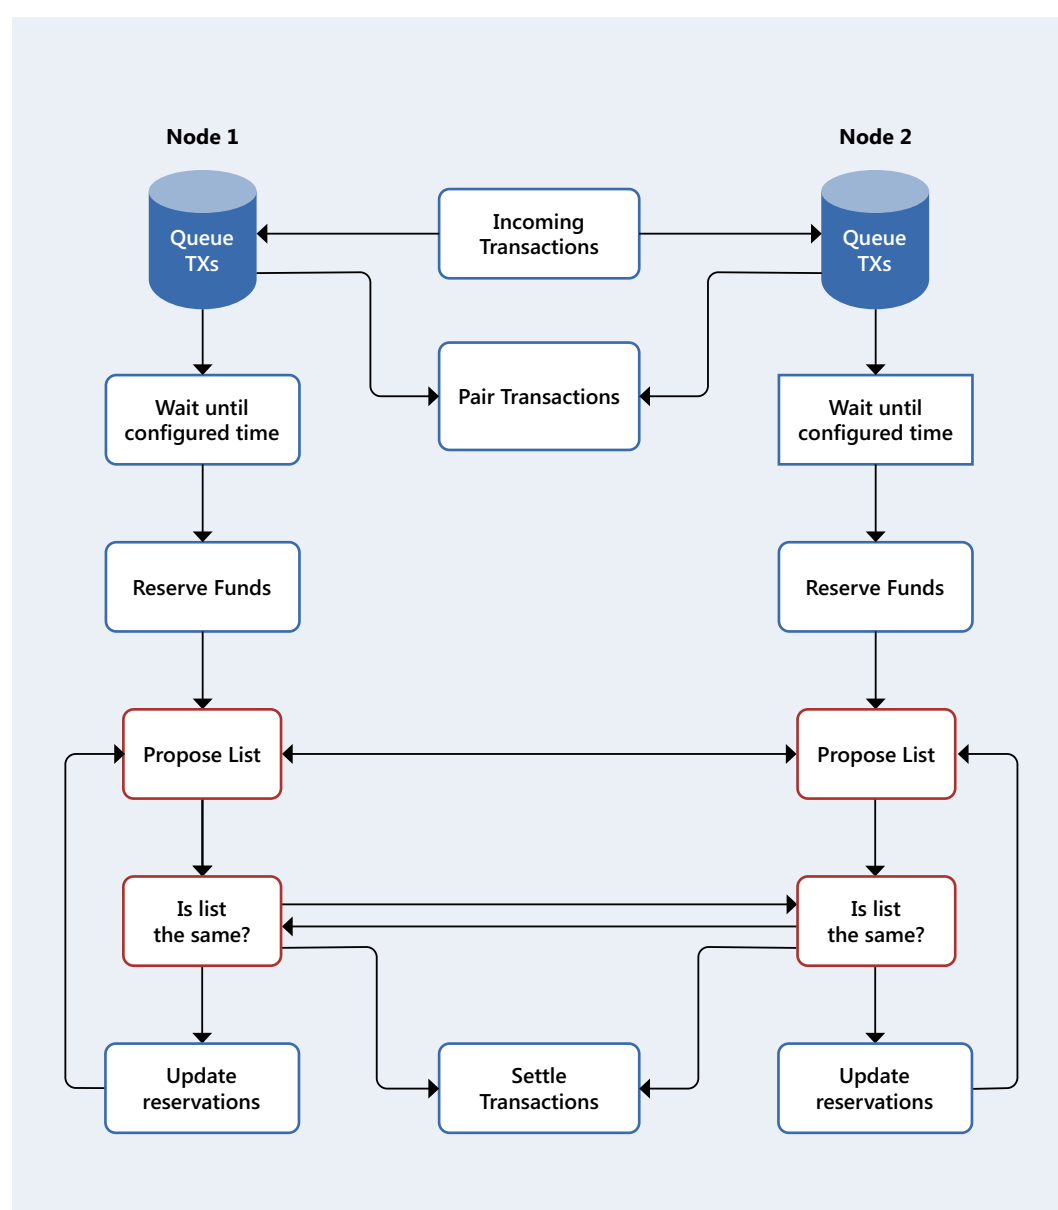 Node 1
Node 2
Queue
TXs
Incoming
Transactions
Queue
TXs
Pair Transactions
Wait until
configured time
Wait until
configured time
Reserve Funds
Reserve Funds
Propose List
Propose List
Is list
the same?
Is list
the same?
Update
reservations
Settle
Transactions
Update
reservations